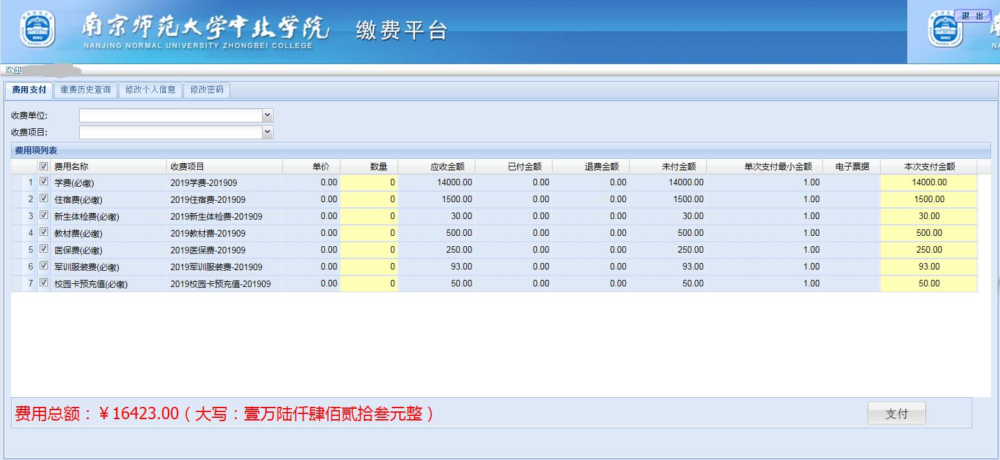 南京师范大学中北学院 缴费平台
NANJING NORMAL UNIVERSITY ZHONGBEI COLLEGE
退 出
欢迎
费用支付 缴费历史查询 修改个人信息 修改密码
收费单位:
收费项目:
费用项列表
费用名称 收费项目 单价 数量 应收金额 已付金额 退费金额 未付金额 单次支付最小金额 电子票据 本次支付金额
1 学费(必缴) 2019学费-201909 0.00 0 14000.00 0.00 0.00 14000.00 1.00 14000.00
2 住宿费(必缴) 2019住宿费-201909 0.00 0 1500.00 0.00 0.00 1500.00 1.00 1500.00
3 新生体检费(必缴) 2019新生体检费-201909 0.00 0 30.00 0.00 0.00 30.00 1.00 30.00
4 教材费(必缴) 2019教材费-201909 0.00 0 500.00 0.00 0.00 500.00 1.00 500.00
5 医保费(必缴) 2019医保费-201909 0.00 0 250.00 0.00 0.00 250.00 1.00 250.00
6 军训服装费(必缴) 2019军训服装费-201909 0.00 0 93.00 0.00 0.00 93.00 1.00 93.00
7 校园卡预充值(必缴) 2019校园卡预充值-201909 0.00 0 50.00 0.00 0.00 50.00 1.00 50.00
费用总额：￥16423.00（大写：壹万陆仟肆佰贰拾叁元整）
支付